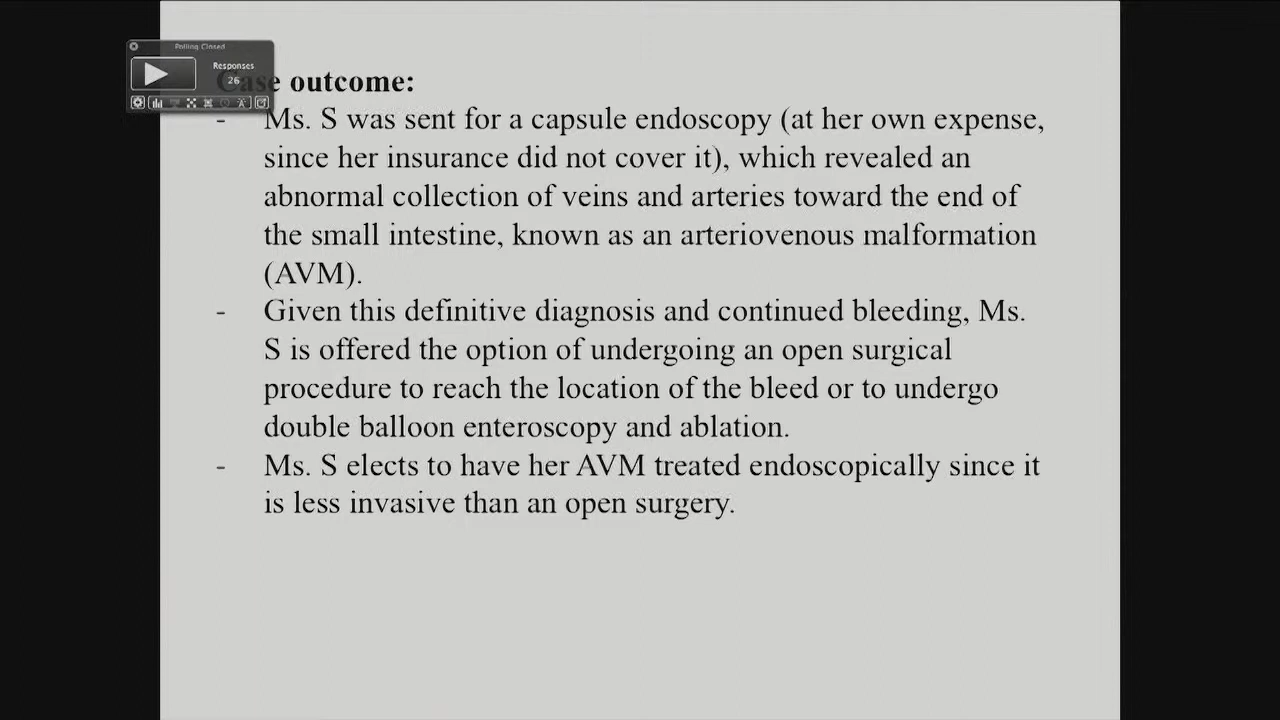 Polling Closed
Responses
26
Case outcome:
- Ms. S was sent for a capsule endoscopy (at her own expense,
since her insurance did not cover it), which revealed an
abnormal collection of veins and arteries toward the end of
the small intestine, known as an arteriovenous malformation
(AVM).
- Given this definitive diagnosis and continued bleeding, Ms.
S is offered the option of undergoing an open surgical
procedure to reach the location of the bleed or to undergo
double balloon enteroscopy and ablation.
- Ms. S elects to have her AVM treated endoscopically since it
is less invasive than an open surgery.